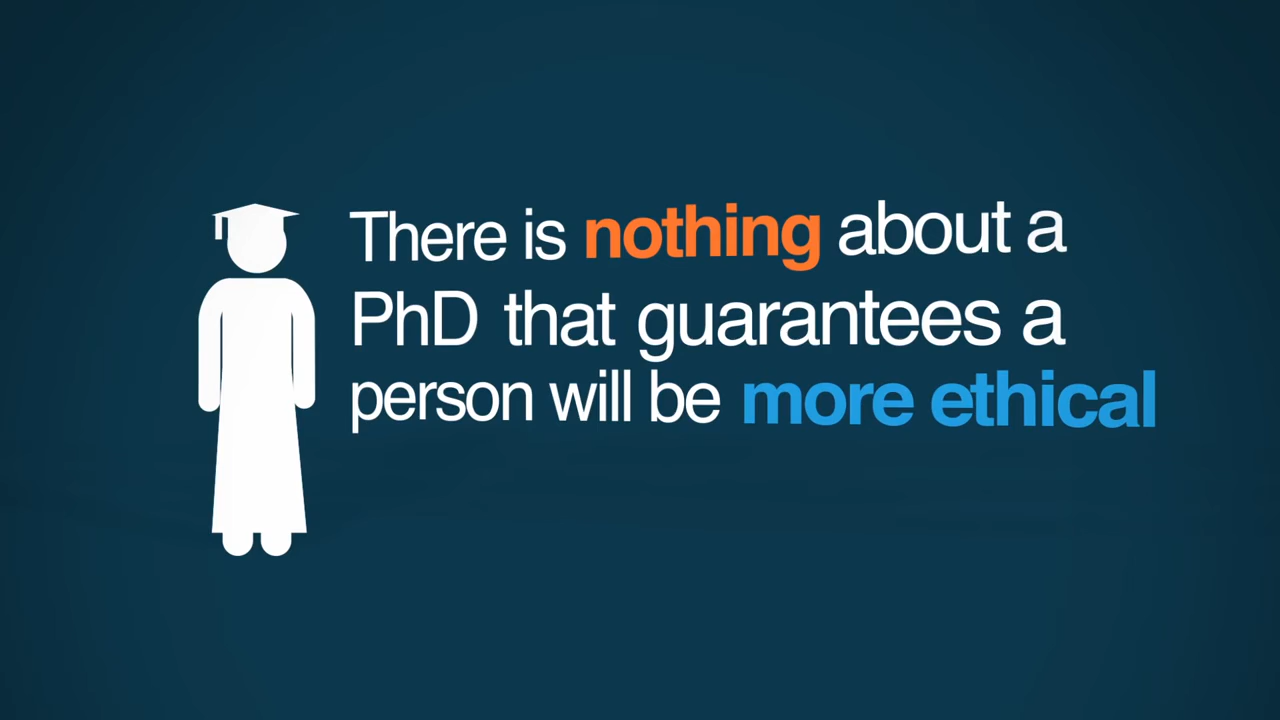 There is nothing about a
PhD that guarantees a
person will be more ethical